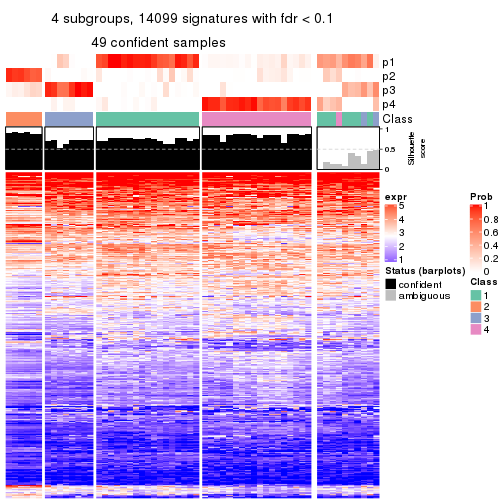 4 subgroups, 14099 signatures with fdr < 0.1
49 confident samples
p1
p2
p3
p4
Class
1
0.5
0
Silhouette
score
expr
5
4
3
2
1
Status (barplots)
confident
ambiguous
Prob
1
0.8
0.6
0.4
0.2
0
Class
1
2
3
4